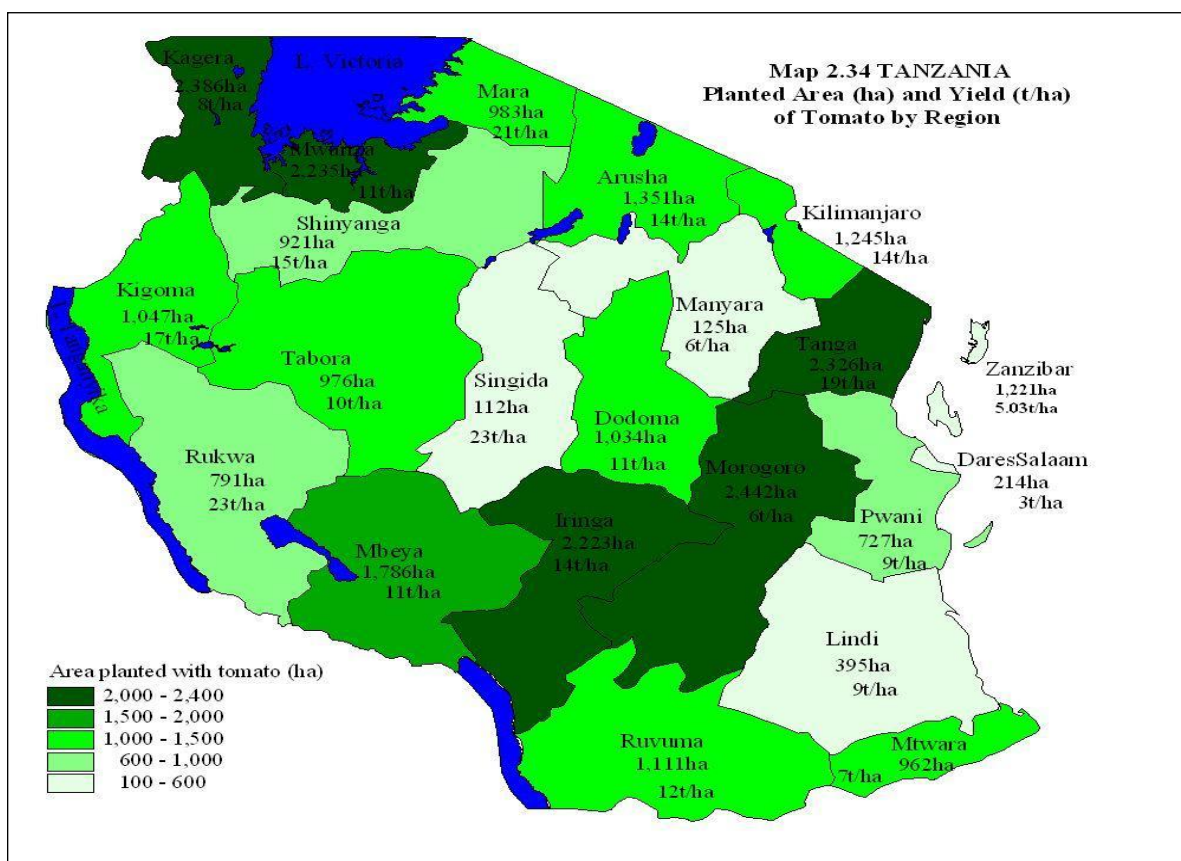 Map 2.34 TANZANIA
Planted Area (ha) and Yield (t/ha)
of Tomato by Region
Kagera
2,386ha
8t/ha
L. Victoria
Mara
983ha
21t/ha
Mwanza
2,235ha
11t/ha
Arusha
1,351ha
14t/ha
Shinyanga
921ha
15t/ha
Kilimanjaro
1,245ha
14t/ha
Kigoma
1,047ha
17t/ha
Manyara
125ha
6t/ha
Tanga
2,326ha
19t/ha
Tabora
976ha
10t/ha
Singida
112ha
23t/ha
Zanzibar
1,221ha
5.03t/ha
Dodoma
1,034ha
11t/ha
Rukwa
791ha
23t/ha
Morogoro
2,442ha
6t/ha
DaresSalaam
214ha
3t/ha
Pwani
727ha
9t/ha
Iringa
2,223ha
14t/ha
Mbeya
1,786ha
11t/ha
Lindi
395ha
9t/ha
Ruvuma
1,111ha
12t/ha
Mtwara
962ha
7t/ha
Area planted with tomato (ha)
2,000 - 2,400
1,500 - 2,000
1,000 - 1,500
600 - 1,000
100 - 600